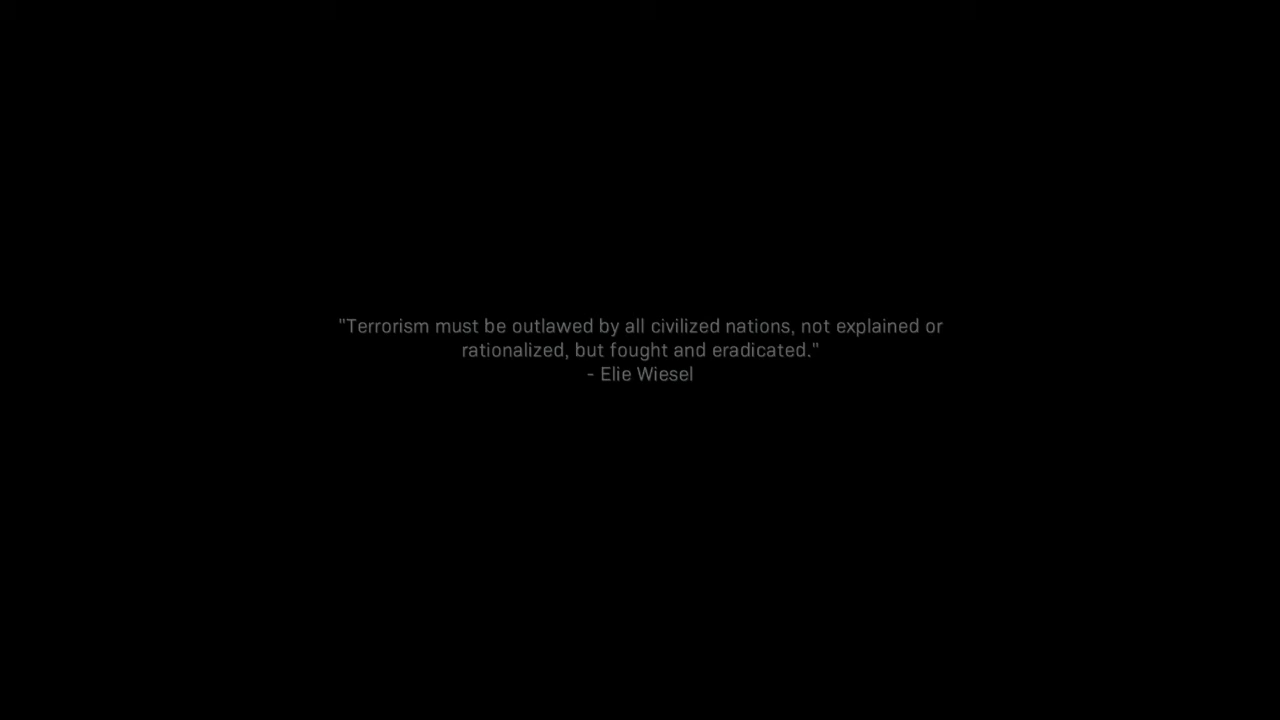 "Terrorism must be outlawed by all civilized nations, not explained or
rationalized, but fought and eradicated."
- Elie Wiesel